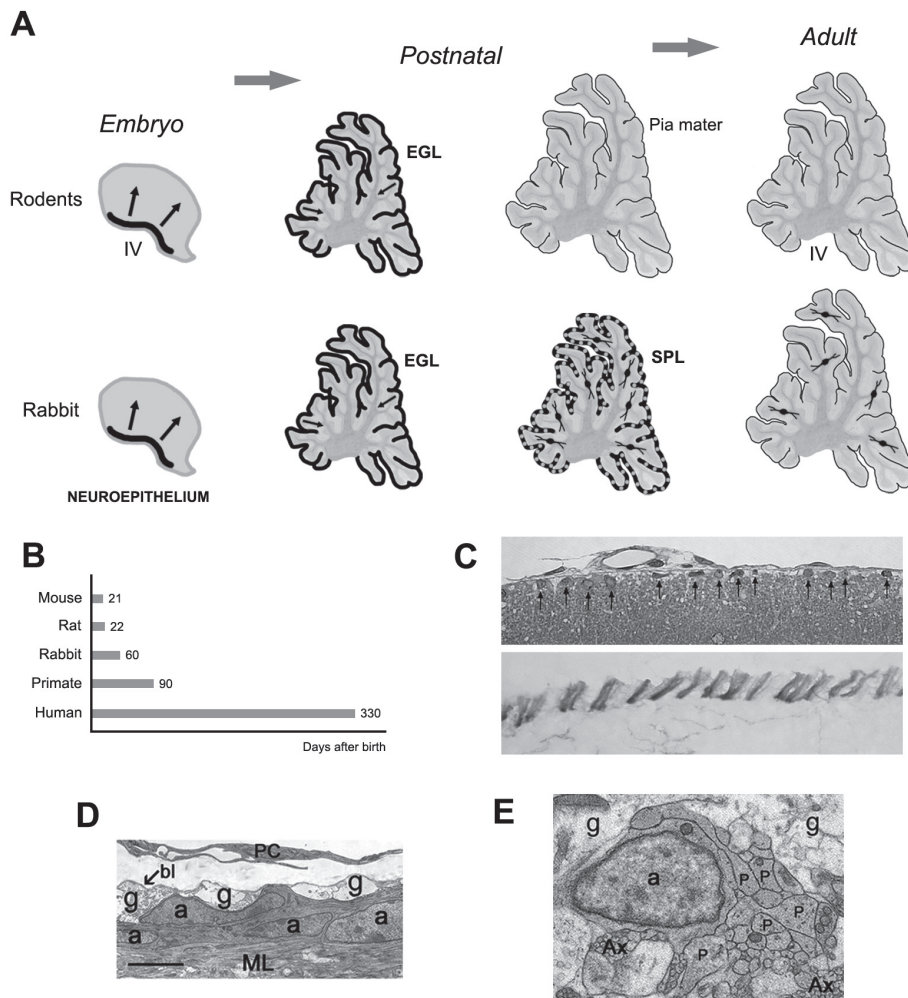 A
Embryo
Postnatal
Adult
Rodents
IV
EGL
Pia mater
IV
Rabbit
NEUROEPITHELIUM
EGL
SPL
B
Mouse 21
Rat 22
Rabbit 60
Primate 90
Human 330
Days after birth
C
D
PC
bl
g g g
a a a a
ML
E
g g
a
P P
P P
Ax P
Ax